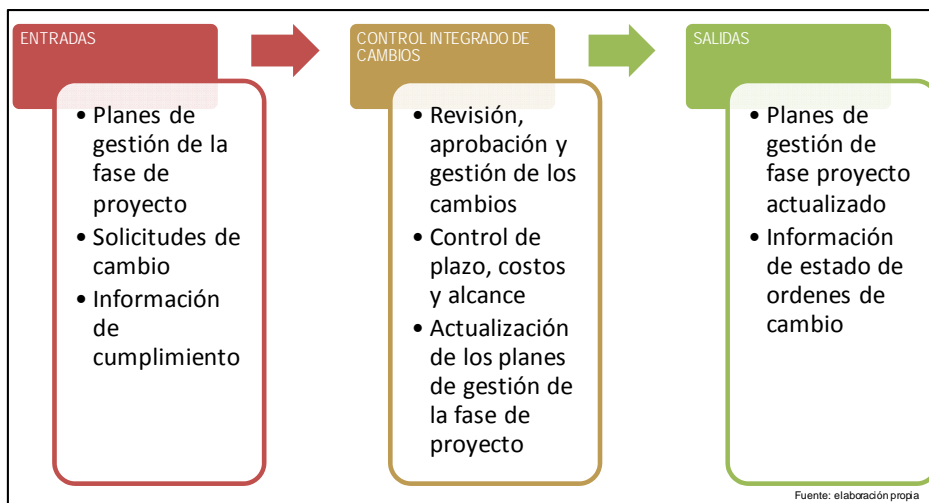 ENTRADAS
• Planes de
gestión de la
fase de
proyecto
• Solicitudes de
cambio
• Información
de
cumplimiento
CONTROL INTEGRADO DE
CAMBIOS
• Revisión,
aprobación y
gestión de los
cambios
• Control de
plazo, costos
y alcance
• Actualización
de los planes
de gestión de
la fase de
proyecto
SALIDAS
• Planes de
gestión de
fase proyecto
actualizado
• Información
de estado de
ordenes de
cambio
Fuente: elaboración propia